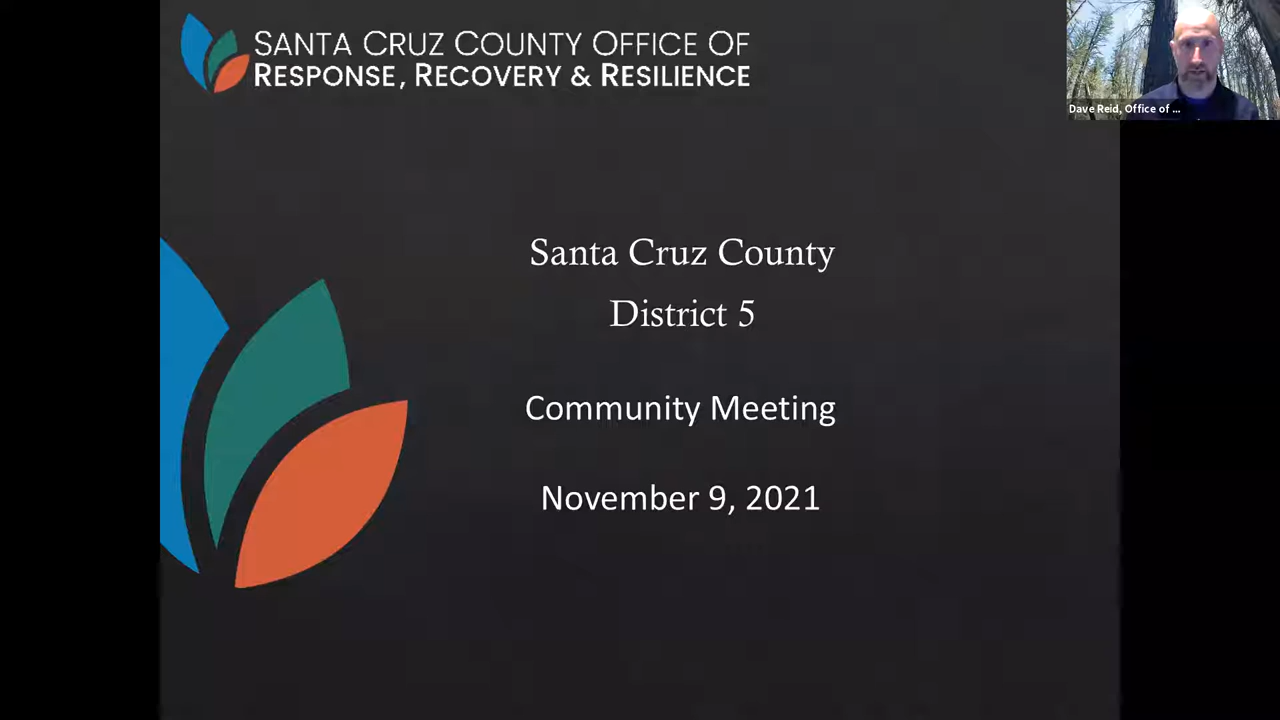 SANTA CRUZ COUNTY OFFICE OF
RESPONSE, RECOVERY & RESILIENCE
Dave Reid, Office of ...
Santa Cruz County
District 5
Community Meeting
November 9, 2021